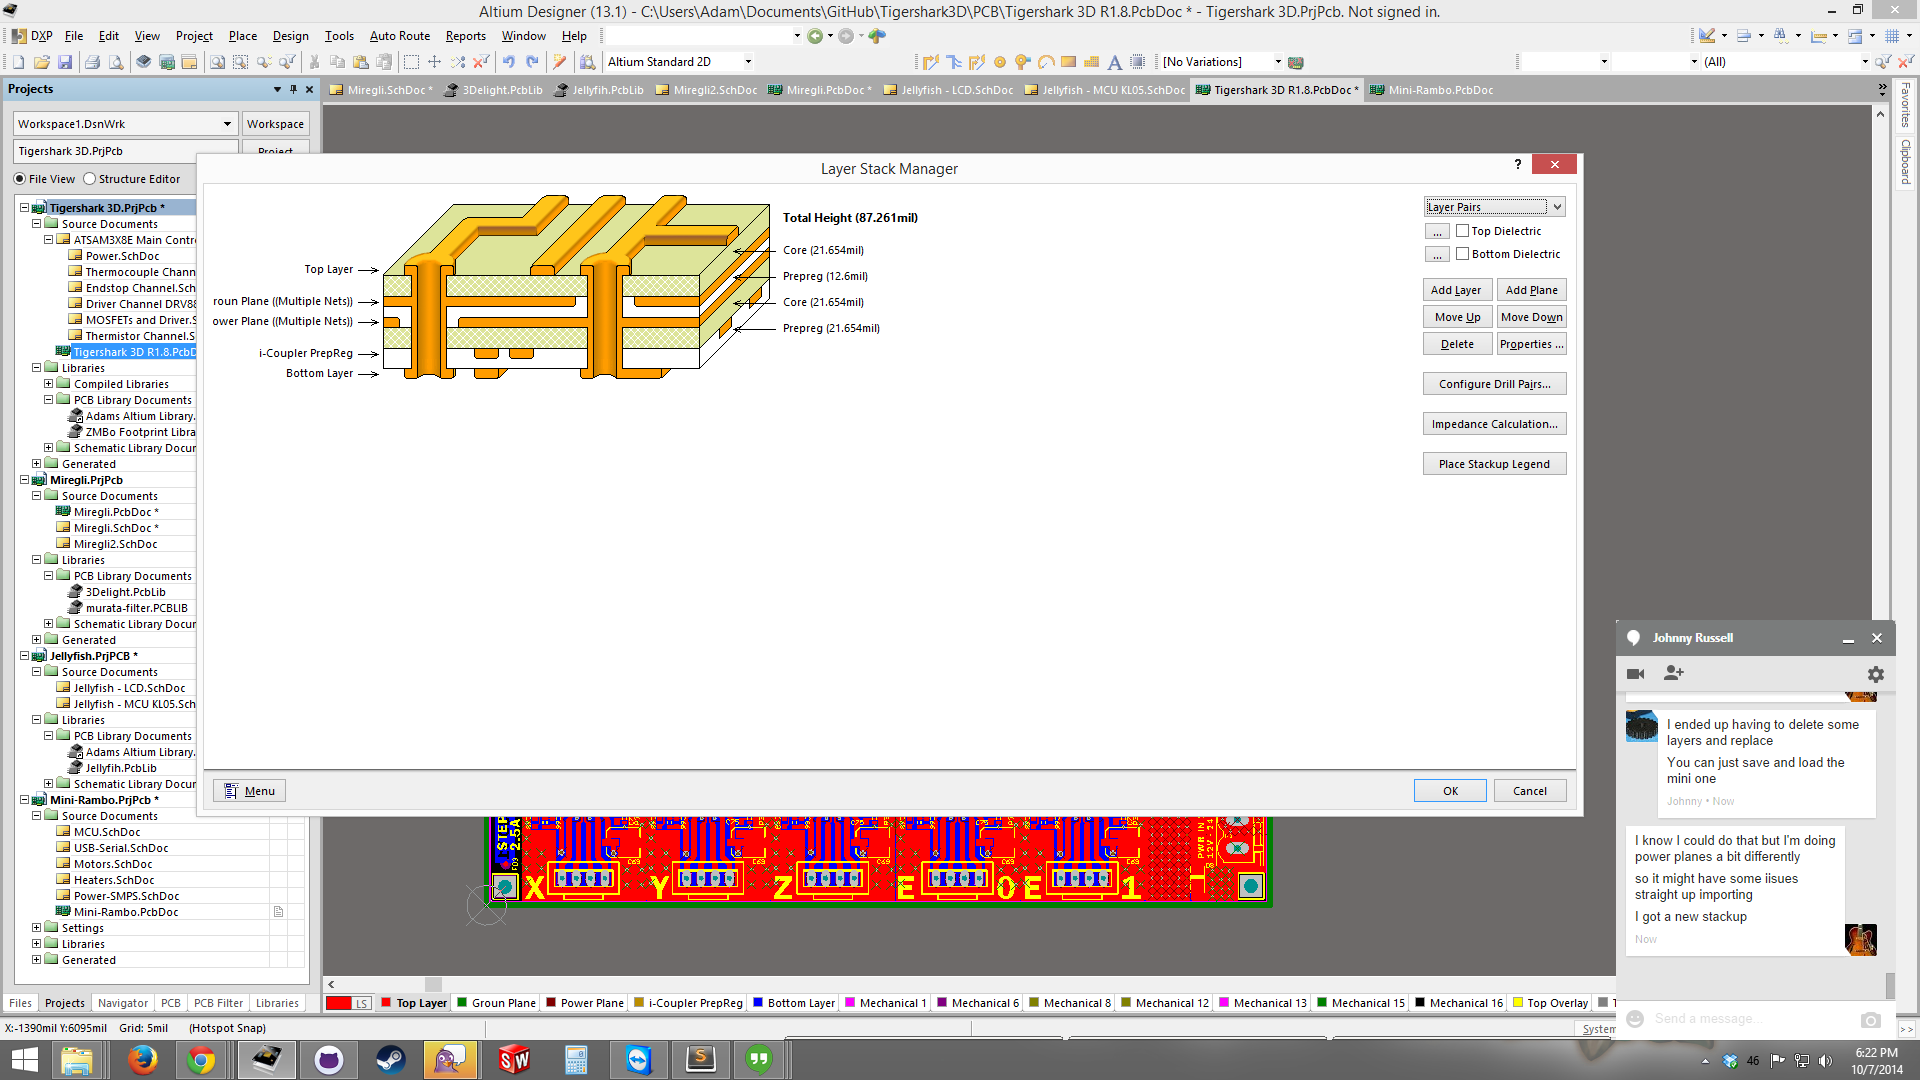 Altium Designer (13.1) - C:\Users\Adam\Documents\GitHub\Tigershark3D\PCB\Tigershark 3D R1.8.PcbDoc * - Tigershark 3D.PrjPcb. Not signed in.
DXP File Edit View Project Place Design Tools Auto Route Reports Window Help
Altium Standard 2D [No Variations] (All)
Projects
Miregli.SchDoc * 3Delight.PcbLib Jellyfih.PcbLib Miregli2.SchDoc Miregli.PcbDoc * Jellyfish - LCD.SchDoc Jellyfish - MCU KL05.SchDoc Tigershark 3D R1.8.PcbDoc * Mini-Rambo.PcbDoc
Favorites
Clipboard
Workspace1.DsnWrk Workspace
Tigershark 3D.PrjPcb Project
File View Structure Editor
Tigershark 3D.PrjPcb *
Source Documents
ATSAM3X8E Main Contr
Power.SchDoc
Thermocouple Chann
Endstop Channel.Sch
Driver Channel DRV88
MOSFETs and Driver.S
Thermistor Channel.S
Tigershark 3D R1.8.PcbD
Libraries
Compiled Libraries
PCB Library Documents
Adams Altium Library.
ZMBo Footprint Libra
Schematic Library Docur
Generated
Miregli.PrjPcb
Source Documents
Miregli.PcbDoc *
Miregli.SchDoc *
Miregli2.SchDoc
Libraries
PCB Library Documents
3Delight.PcbLib
murata-filter.PCBLIB
Schematic Library Docur
Generated
Jellyfish.PrjPCB *
Source Documents
Jellyfish - LCD.SchDoc
Jellyfish - MCU KL05.Sch
Libraries
PCB Library Documents
Adams Altium Library.
Jellyfih.PcbLib
Schematic Library Docur
Generated
Mini-Rambo.PrjPcb *
Source Documents
MCU.SchDoc
USB-Serial.SchDoc
Motors.SchDoc
Heaters.SchDoc
Power-SMPS.SchDoc
Mini-Rambo.PcbDoc
Settings
Libraries
Generated
Files Projects Navigator PCB PCB Filter Libraries
Layer Stack Manager
?
Total Height (87.261mil)
Core (21.654mil)
Prepreg (12.6mil)
Core (21.654mil)
Prepreg (21.654mil)
Top Layer
roun Plane ((Multiple Nets))
ower Plane ((Multiple Nets))
i-Coupler PrepReg
Bottom Layer
Layer Pairs
... Top Dielectric
... Bottom Dielectric
Add Layer Add Plane
Move Up Move Down
Delete Properties ...
Configure Drill Pairs...
Impedance Calculation...
Place Stackup Legend
Menu OK Cancel
STEP
2.5A
PWR IN
12V-24
X Y Z E0 E1
C69 C69
Johnny Russell
I ended up having to delete some
layers and replace
You can just save and load the
mini one
Johnny • Now
I know I could do that but I'm doing
power planes a bit differently
so it might have some iisues
straight up importing
I got a new stackup
Now
Send a message...
LS Top Layer Groun Plane Power Plane i-Coupler PrepReg Bottom Layer Mechanical 1 Mechanical 6 Mechanical 8 Mechanical 12 Mechanical 13 Mechanical 15 Mechanical 16 Top Overlay
X:-1390mil Y:6095mil Grid: 5mil (Hotspot Snap)
System
>>
46
6:22 PM
10/7/2014